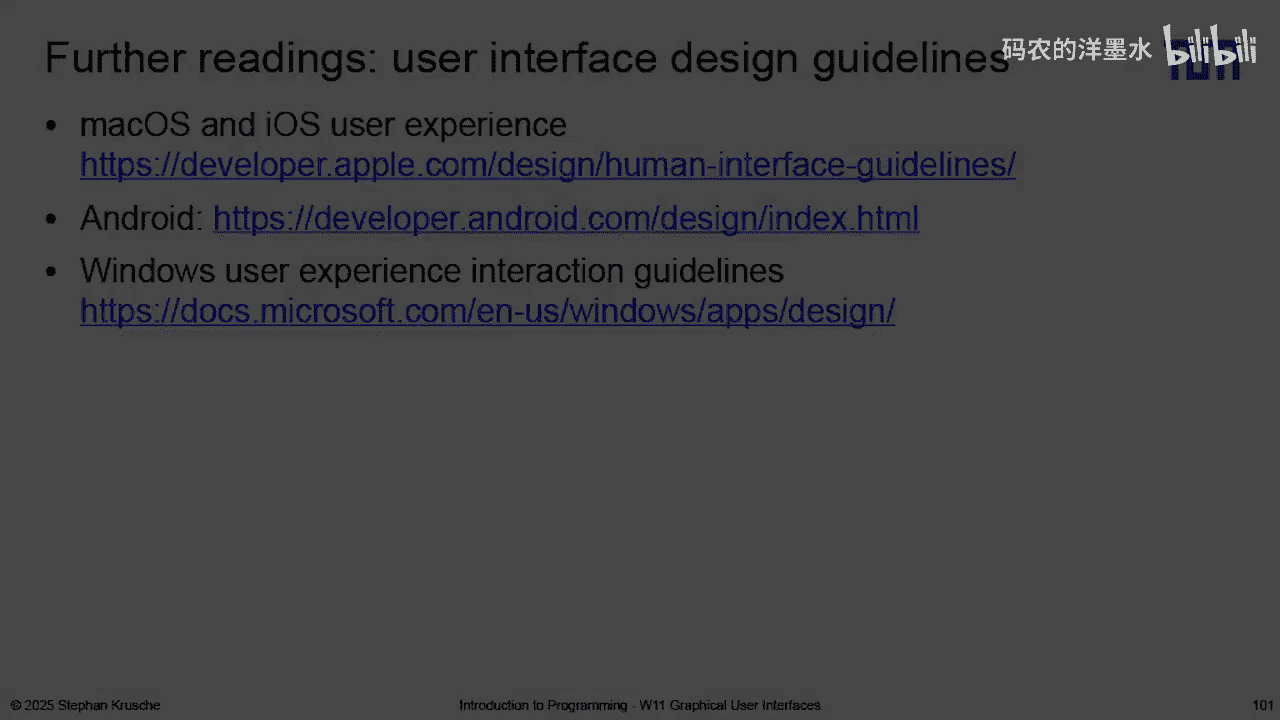 Further readings: user interface design guidelines
码农的洋墨水 bilibili
• macOS and iOS user experience
https://developer.apple.com/design/human-interface-guidelines/
• Android: https://developer.android.com/design/index.html
• Windows user experience interaction guidelines
https://docs.microsoft.com/en-us/windows/apps/design/
© 2025 Stephan Krusche
Introduction to Programming - W11 Graphical User Interfaces
101